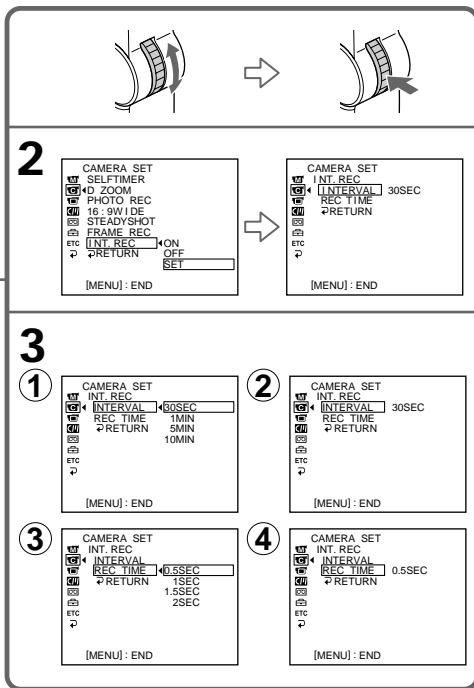 2
CAMERA SET
SELFTIMER
D ZOOM
PHOTO REC
16:9WIDE
STEADYSHOT
FRAME REC
INT. REC ON
RETURN OFF
SET
ETC
[MENU] : END
CAMERA SET
INT. REC
INTERVAL 30SEC
REC TIME
RETURN
ETC
[MENU] : END
3
1
CAMERA SET
INT. REC
INTERVAL 30SEC
REC TIME 1MIN
RETURN 5MIN
10MIN
ETC
[MENU] : END
2
CAMERA SET
INT. REC
INTERVAL 30SEC
REC TIME
RETURN
ETC
[MENU] : END
3
CAMERA SET
INT. REC
INTERVAL
REC TIME 0.5SEC
RETURN 1SEC
1.5SEC
2SEC
ETC
[MENU] : END
4
CAMERA SET
INT. REC
INTERVAL
REC TIME 0.5SEC
RETURN
ETC
[MENU] : END